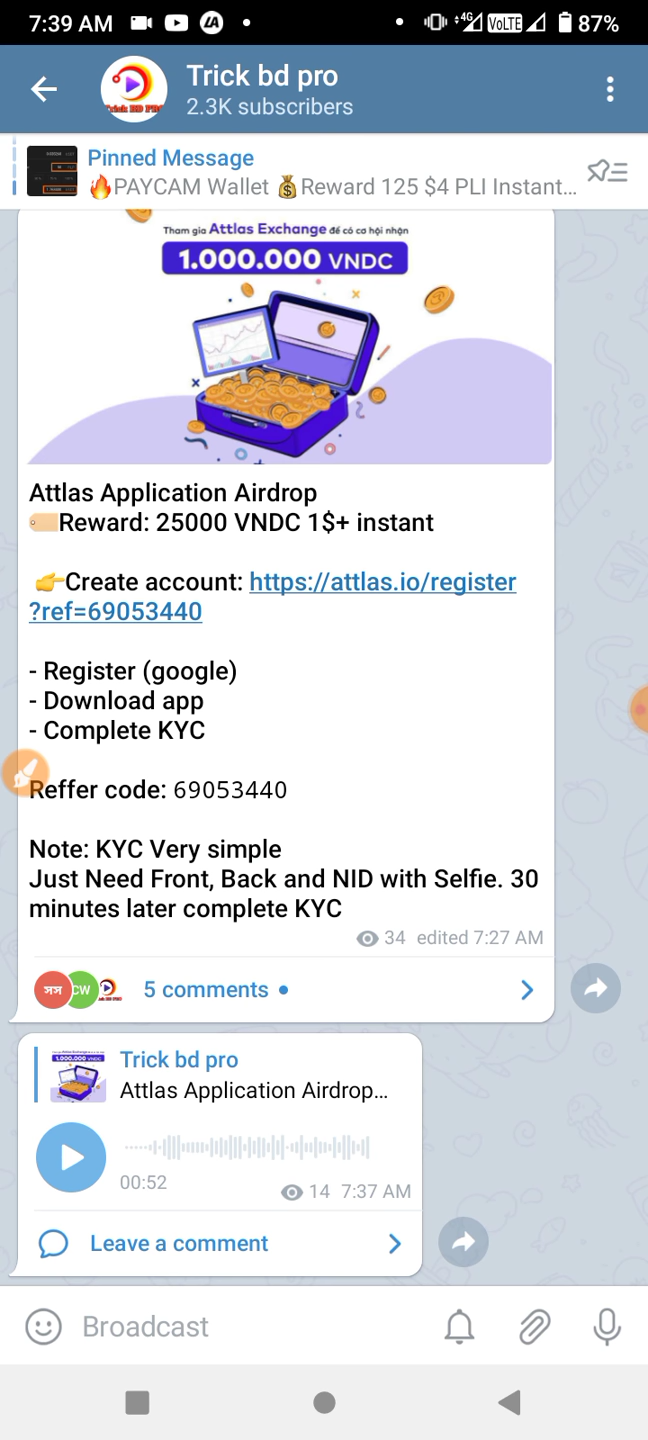 7:39 AM
4G VoLTE 87%
Trick bd pro
2.3K subscribers
Pinned Message
🔥PAYCAM Wallet 💰Reward 125 $4 PLI Instant...
Tham gia Attlas Exchange để có cơ hội nhận
1.000.000 VNDC
Attlas Application Airdrop
🏷️Reward: 25000 VNDC 1$+ instant
👉Create account: https://attlas.io/register
?ref=69053440
- Register (google)
- Download app
- Complete KYC
Reffer code: 69053440
Note: KYC Very simple
Just Need Front, Back and NID with Selfie. 30
minutes later complete KYC
34 edited 7:27 AM
সস CW 5 comments
Trick bd pro
Attlas Application Airdrop...
00:52
14 7:37 AM
Leave a comment
Broadcast